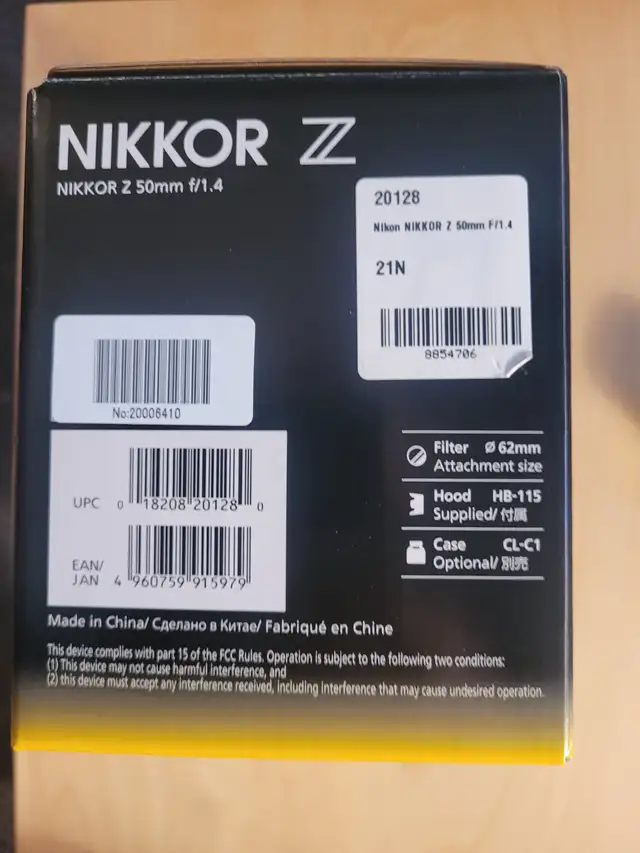 NIKKOR Z
NIKKOR Z 50mm f/1.4
20128
Nikon NIKKOR Z 50mm F/1.4
21N
8854706
No:20006410
UPC 0 18208 20128 0
EAN/
JAN 4 960759 915979
Filter Ø 62mm
Attachment size
Hood HB-115
Supplied/ 付属
Case CL-C1
Optional/ 別売
Made in China/ Сделано в Китае/ Fabriqué en Chine
This device complies with part 15 of the FCC Rules. Operation is subject to the following two conditions:
(1) This device may not cause harmful interference, and
(2) this device must accept any interference received, including interference that may cause undesired operation.